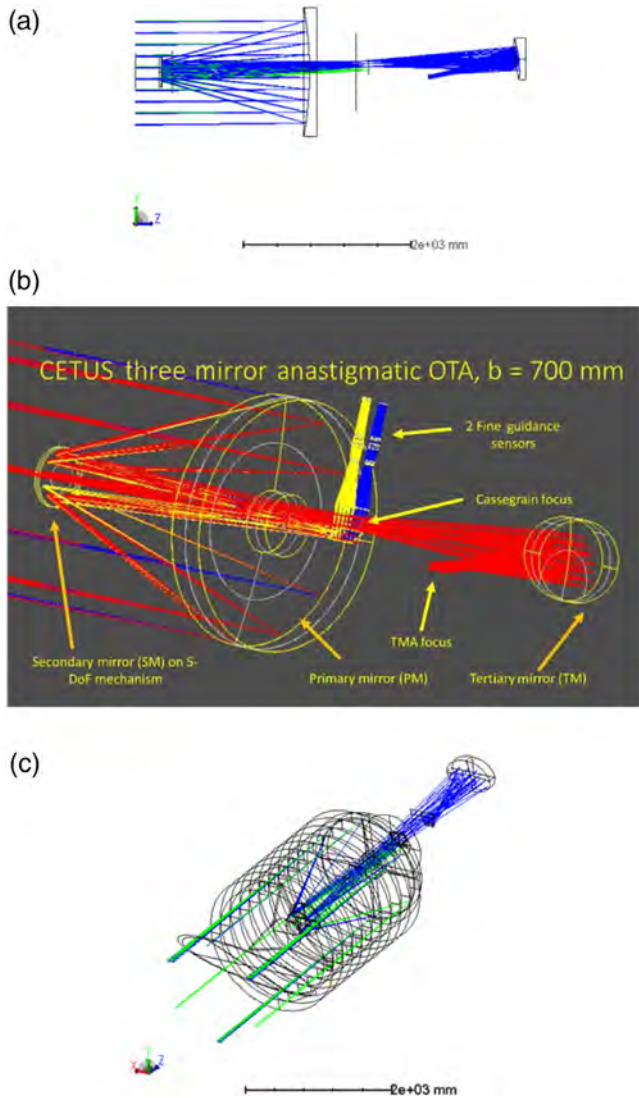 (a)
Y
Z
2e+03 mm
(b)
CETUS three mirror anastigmatic OTA, b = 700 mm
2 Fine guidance
sensors
Cassegrain focus
TMA focus
Secondary mirror (SM) on 5-
DoF mechanism
Primary mirror (PM)
Tertiary mirror (TM)
(c)
X
Y
Z
2e+03 mm